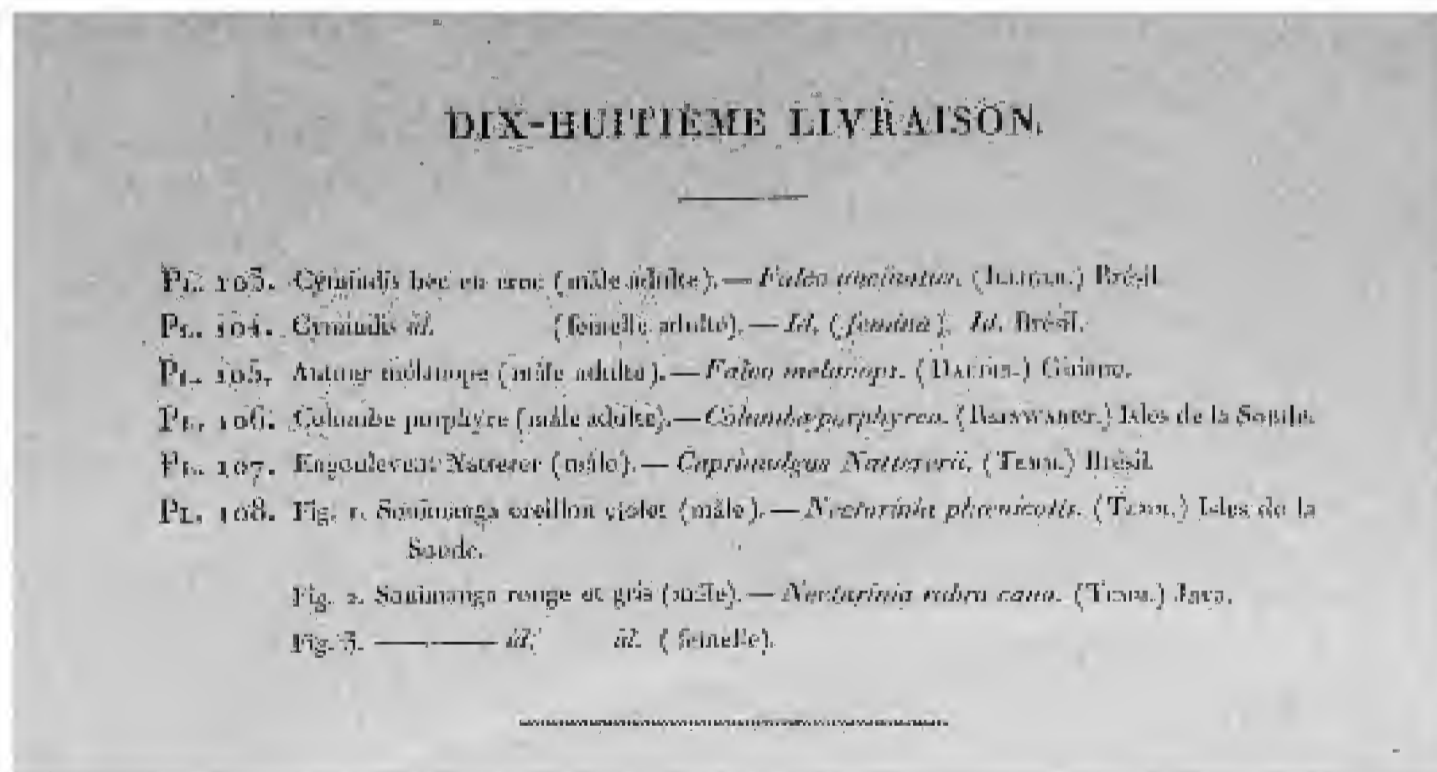 DIX-HUITIÈME LIVRAISON.
PL. 103. Cymindis bec en croc (mâle adulte). — Falco uncinatus. (ILLIGER.) Brésil.
PL. 104. Cymindis id. (femelle adulte). — Id. (femina). Id. Brésil.
PL. 105. Autour mélanope (mâle adulte). — Falco melanops. (DAUDIN.) Guiane.
PL. 106. Columbe porphyre (mâle adulte). — Columba porphyrea. (REINWARDT.) Isles de la Sonde.
PL. 107. Engoulevent Natterer (mâle). — Caprimulgus Nattererii. (TEMM.) Brésil.
PL. 108. Fig. 1. Souimanga oreillon violet (mâle). — Nectarinia phœnicotis. (TEMM.) Isles de la
Sonde.
Fig. 2. Souimanga rouge et gris (mâle). — Nectarinia rubro cana. (TEMM.) Java.
Fig. 3. ——— id. id. (femelle).